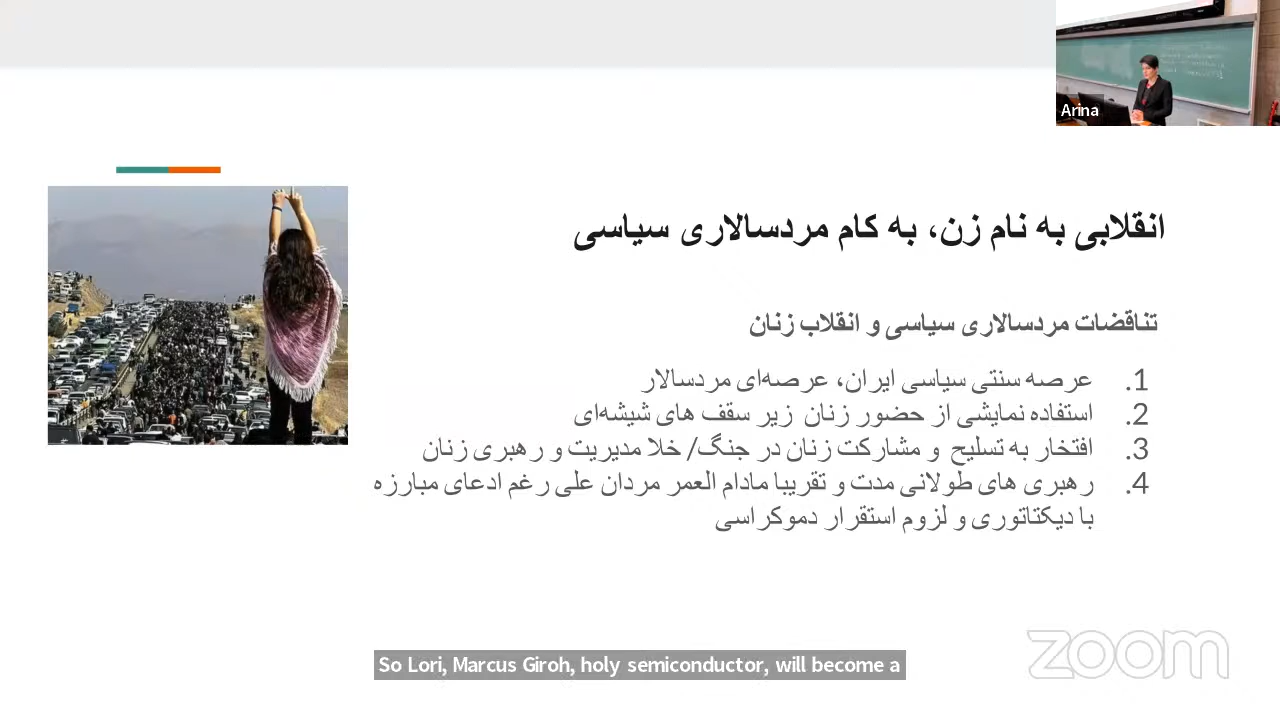 Arina
انقلابی به نام زن، به کام مردسالاری سیاسی
تناقضات مردسالاری سیاسی و انقلاب زنان
1. عرصه سنتی سیاسی ایران، عرصه‌ای مردسالار
2. استفاده نمایشی از حضور زنان زیر سقف های شیشه‌ای
3. افتخار به تسلیح و مشارکت زنان در جنگ/ خلا مدیریت و رهبری زنان
4. رهبری های طولانی مدت و تقریبا مادام العمر مردان علی رغم ادعای مبارزه
با دیکتاتوری و لزوم استقرار دموکراسی
So Lori, Marcus Giroh, holy semiconductor, will become a
zoom